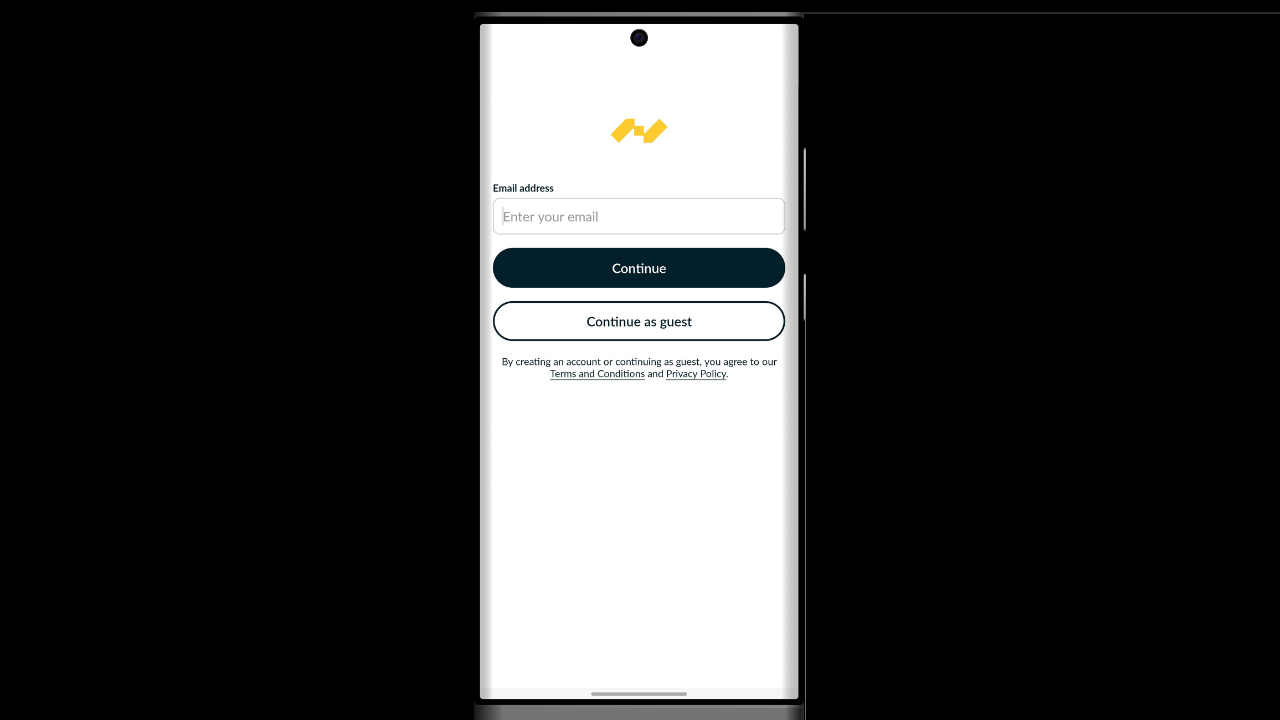 Email address
Enter your email
Continue
Continue as guest
By creating an account or continuing as guest, you agree to our
Terms and Conditions and Privacy Policy.